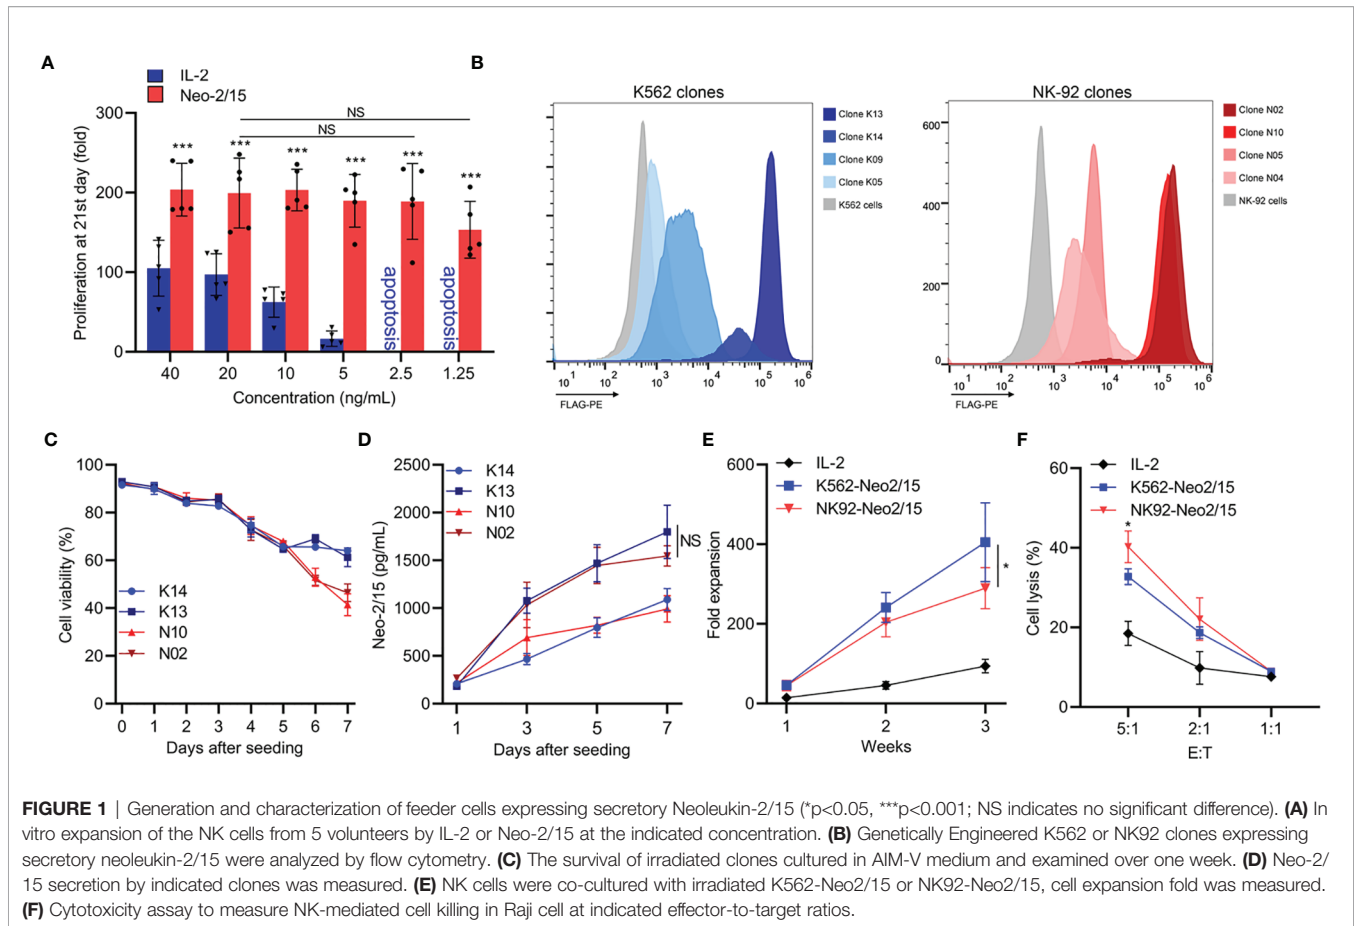 A
IL-2
Neo-2/15
NS
NS
Proliferation at 21st day (fold)
300
200
100
0
***
***
***
***
***
***
apoptosis
apoptosis
40
20
10
5
2.5
1.25
Concentration (ng/mL)
B
K562 clones
Clone K13
Clone K14
Clone K09
Clone K05
K562 cells
10¹
10²
10³
10⁴
10⁵
10⁶
FLAG-PE
NK-92 clones
600
400
200
0
Clone N02
Clone N10
Clone N05
Clone N04
NK-92 cells
10¹
10²
10³
10⁴
10⁵
10⁶
FLAG-PE
C
Cell viability (%)
100
80
60
40
20
0
K14
K13
N10
N02
0
1
2
3
4
5
6
7
Days after seeding
D
Neo-2/15 (pg/mL)
2500
2000
1500
1000
500
0
K14
K13
N10
N02
NS
1
3
5
7
Days after seeding
E
Fold expansion
600
400
200
0
IL-2
K562-Neo2/15
NK92-Neo2/15
*
1
2
3
Weeks
F
Cell lysis (%)
60
40
20
0
IL-2
K562-Neo2/15
NK92-Neo2/15
*
5:1
2:1
1:1
E:T
FIGURE 1 | Generation and characterization of feeder cells expressing secretory Neoleukin-2/15 (*p<0.05, ***p<0.001; NS indicates no significant difference). (A) In
vitro expansion of the NK cells from 5 volunteers by IL-2 or Neo-2/15 at the indicated concentration. (B) Genetically Engineered K562 or NK92 clones expressing
secretory neoleukin-2/15 were analyzed by flow cytometry. (C) The survival of irradiated clones cultured in AIM-V medium and examined over one week. (D) Neo-2/
15 secretion by indicated clones was measured. (E) NK cells were co-cultured with irradiated K562-Neo2/15 or NK92-Neo2/15, cell expansion fold was measured.
(F) Cytotoxicity assay to measure NK-mediated cell killing in Raji cell at indicated effector-to-target ratios.